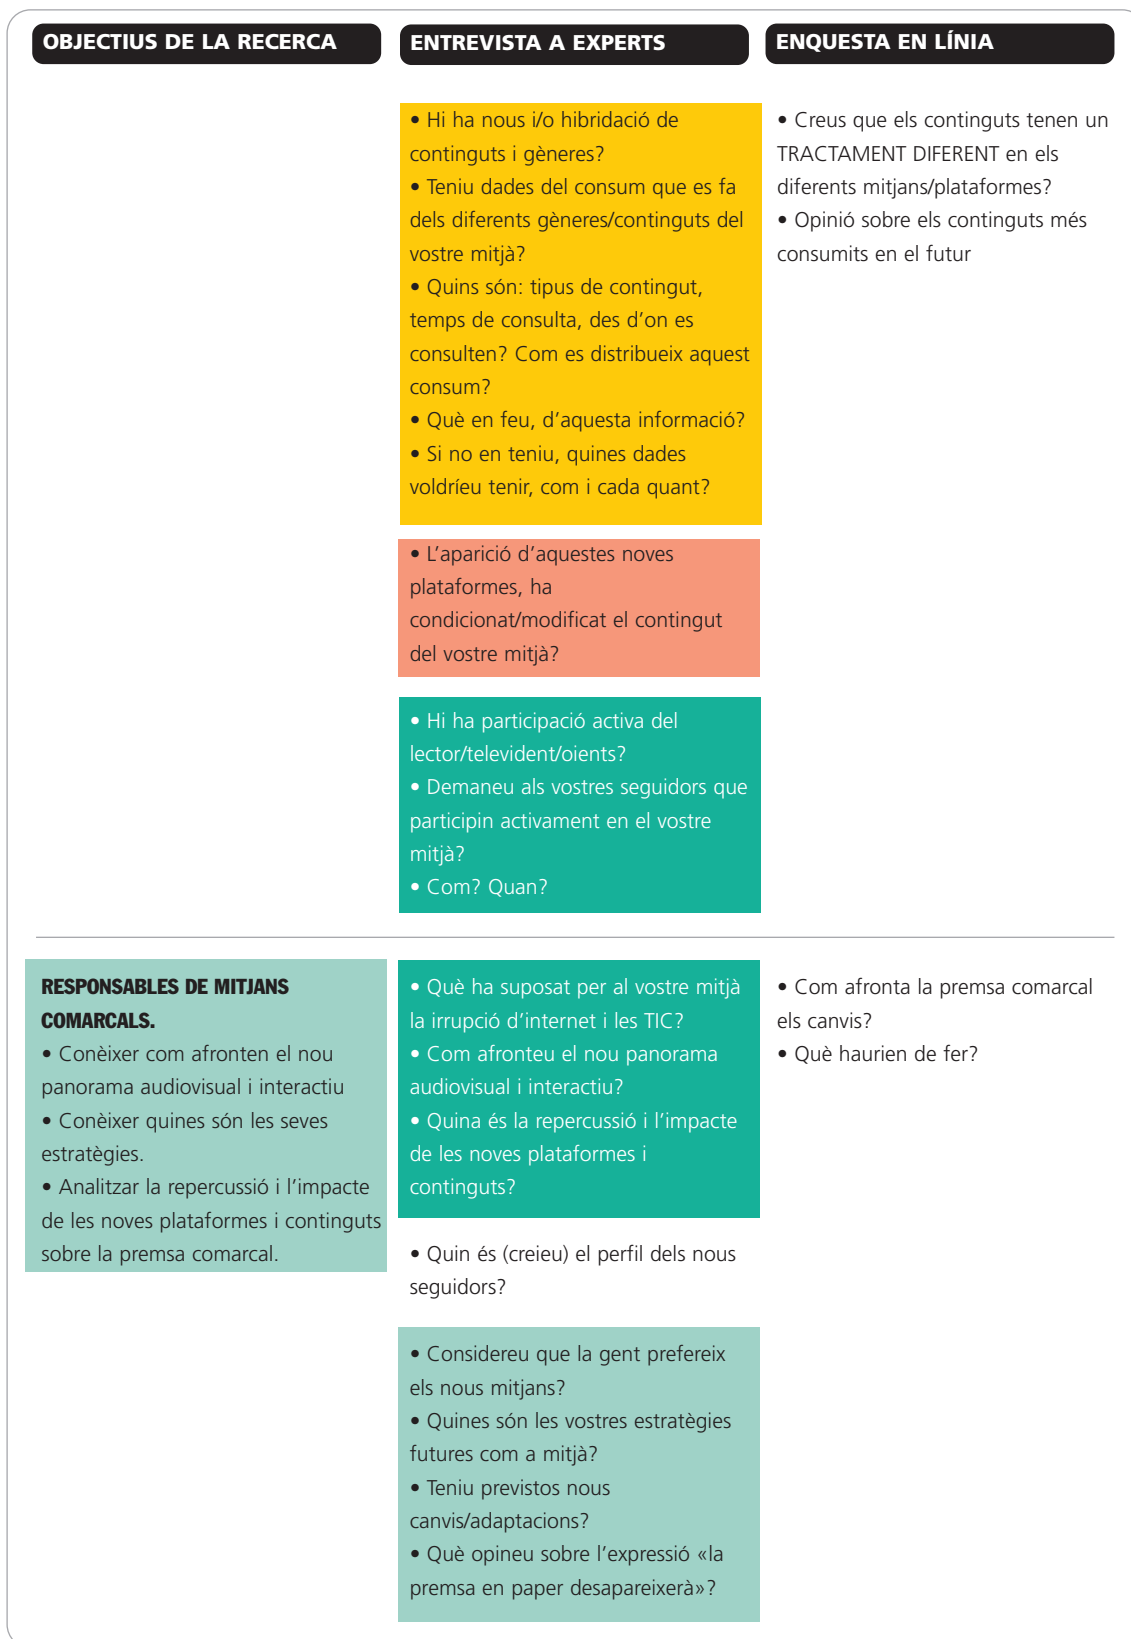 OBJECTIUS DE LA RECERCA
ENTREVISTA A EXPERTS
ENQUESTA EN LÍNIA
• Hi ha nous i/o hibridació de
continguts i gèneres?
• Teniu dades del consum que es fa
dels diferents gèneres/continguts del
vostre mitjà?
• Quins són: tipus de contingut,
temps de consulta, des d’on es
consulten? Com es distribueix aquest
consum?
• Què en feu, d’aquesta informació?
• Si no en teniu, quines dades
voldríeu tenir, com i cada quant?
• L’aparició d’aquestes noves
plataformes, ha
condicionat/modificat el contingut
del vostre mitjà?
• Hi ha participació activa del
lector/televident/oients?
• Demaneu als vostres seguidors que
participin activament en el vostre
mitjà?
• Com? Quan?
• Creus que els continguts tenen un
TRACTAMENT DIFERENT en els
diferents mitjans/plataformes?
• Opinió sobre els continguts més
consumits en el futur
RESPONSABLES DE MITJANS
COMARCALS.
• Conèixer com afronten el nou
panorama audiovisual i interactiu
• Conèixer quines són les seves
estratègies.
• Analitzar la repercussió i l’impacte
de les noves plataformes i continguts
sobre la premsa comarcal.
• Què ha suposat per al vostre mitjà
la irrupció d’internet i les TIC?
• Com afronteu el nou panorama
audiovisual i interactiu?
• Quina és la repercussió i l’impacte
de les noves plataformes i
continguts?
• Quin és (creieu) el perfil dels nous
seguidors?
• Considereu que la gent prefereix
els nous mitjans?
• Quines són les vostres estratègies
futures com a mitjà?
• Teniu previstos nous
canvis/adaptacions?
• Què opineu sobre l’expressió «la
premsa en paper desapareixerà»?
• Com afronta la premsa comarcal
els canvis?
• Què haurien de fer?